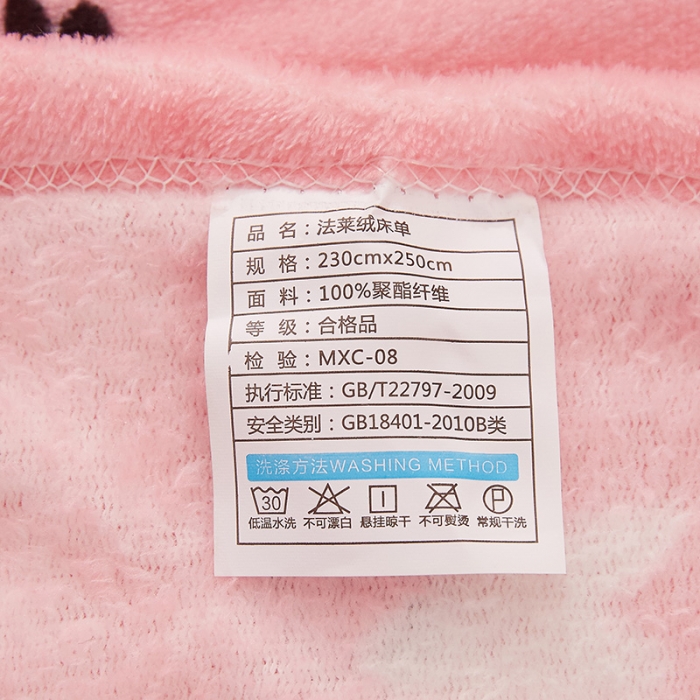 品 名：法莱绒床单
规 格：230cmx250cm
面 料：100%聚酯纤维
等 级：合格品
检 验：MXC-08
执行标准：GB/T22797-2009
安全类别：GB18401-2010B类
洗涤方法WASHING METHOD
30 P
低温水洗 不可漂白 悬挂晾干 不可熨烫 常规干洗